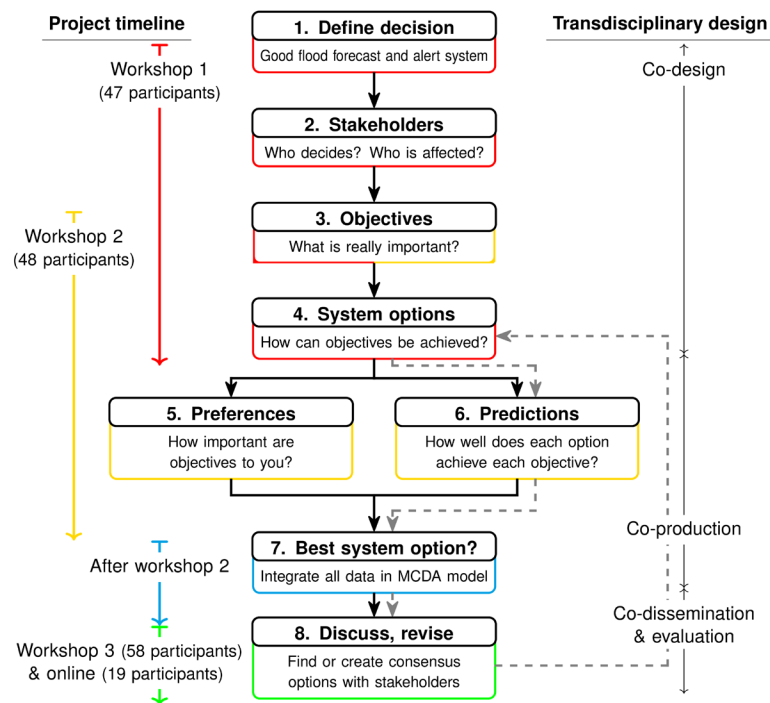 Project timeline
Transdisciplinary design
1. Define decision
Good flood forecast and alert system
Workshop 1
(47 participants)
Co-design
2. Stakeholders
Who decides? Who is affected?
3. Objectives
What is really important?
Workshop 2
(48 participants)
4. System options
How can objectives be achieved?
5. Preferences
How important are
objectives to you?
6. Predictions
How well does each option
achieve each objective?
Co-production
7. Best system option?
Integrate all data in MCDA model
After workshop 2
Co-dissemination
& evaluation
8. Discuss, revise
Find or create consensus
options with stakeholders
Workshop 3 (58 participants)
& online (19 participants)